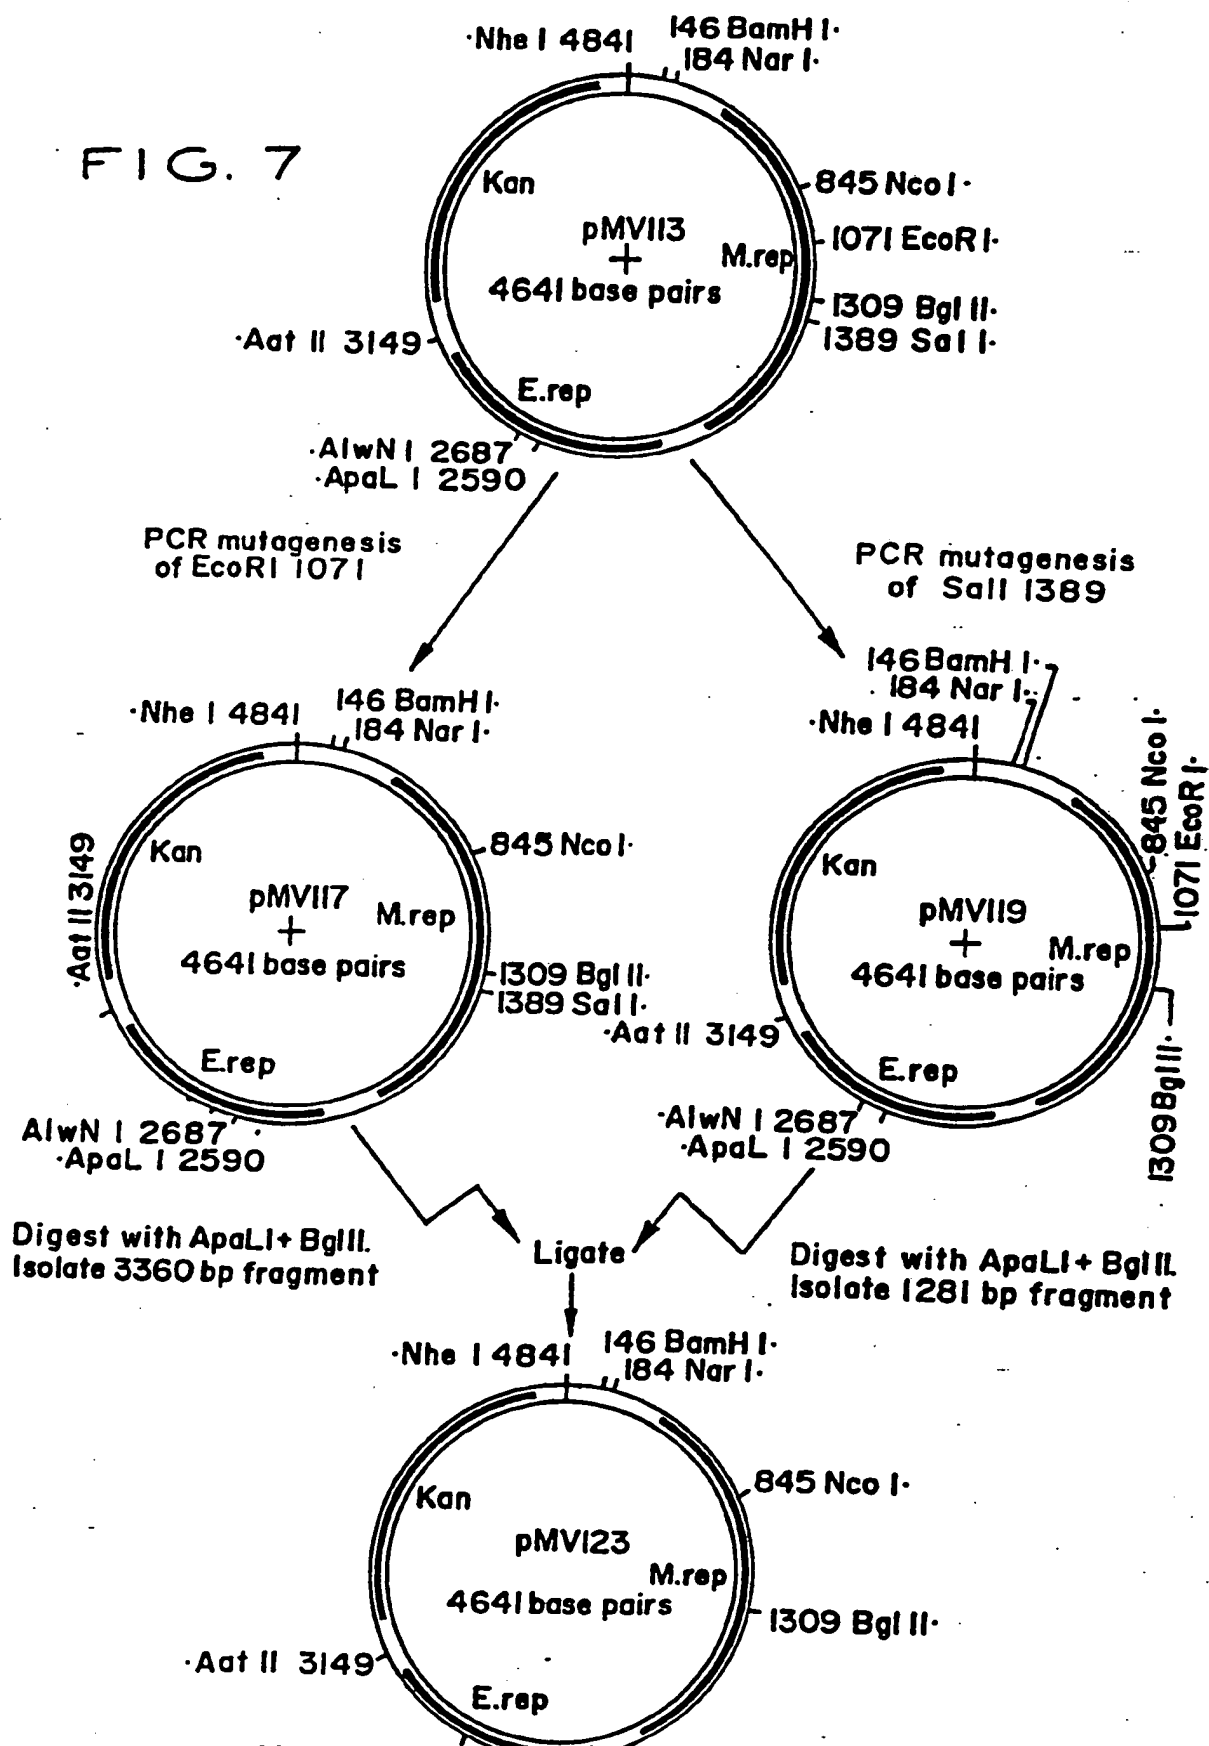 FIG. 7
·Nhe I 4841
146 BamH I·
184 Nar I·
845 Nco I·
1071 EcoR I·
1309 Bgl II·
1389 Sal I·
Kan
pMV113
+
4641 base pairs
M.rep
E.rep
·Aat II 3149
·AlwN I 2687
·ApaL I 2590
PCR mutagenesis
of EcoRI 1071
PCR mutagenesis
of SalI 1389
·Nhe I 4841
146 BamH I·
184 Nar I·
845 Nco I·
1309 Bgl II·
1389 Sal I·
Kan
pMV117
+
4641 base pairs
M.rep
E.rep
·Aat II 3149
AlwN I 2687
·ApaL I 2590
146 BamH I·
184 Nar I·
·Nhe I 4841
845 Nco I·
1071 EcoR I·
1309 Bgl II·
Kan
pMV119
+
4641 base pairs
M.rep
E.rep
·Aat II 3149
·AlwN I 2687
·ApaL I 2590
Digest with ApaLI + BglII.
Isolate 3360 bp fragment
Ligate
Digest with ApaLI + BglII.
Isolate 1281 bp fragment
·Nhe I 4841
146 BamH I·
184 Nar I·
845 Nco I·
1309 Bgl II·
Kan
pMV123
4641 base pairs
M.rep
E.rep
·Aat II 3149